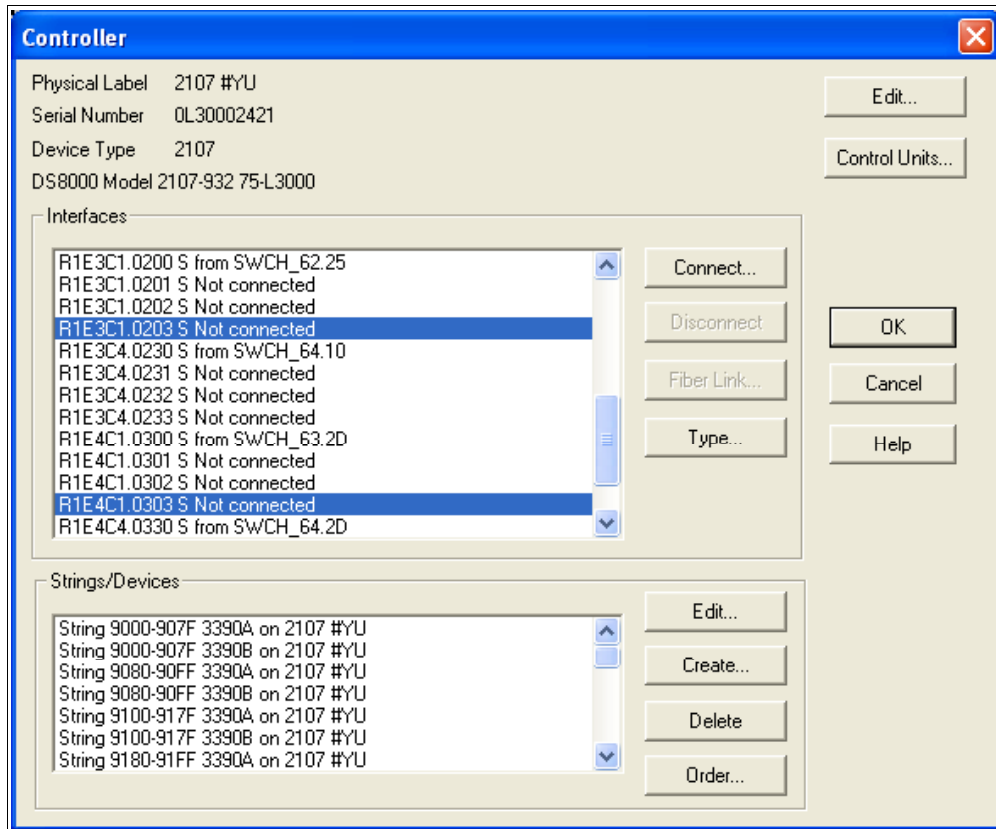 Controller
Physical Label 2107 #YU
Serial Number 0L30002421
Device Type 2107
DS8000 Model 2107-932 75-L3000
Edit...
Control Units...
Interfaces
R1E3C1.0200 S from SWCH_62.25
R1E3C1.0201 S Not connected
R1E3C1.0202 S Not connected
R1E3C1.0203 S Not connected
R1E3C4.0230 S from SWCH_64.10
R1E3C4.0231 S Not connected
R1E3C4.0232 S Not connected
R1E3C4.0233 S Not connected
R1E4C1.0300 S from SWCH_63.2D
R1E4C1.0301 S Not connected
R1E4C1.0302 S Not connected
R1E4C1.0303 S Not connected
R1E4C4.0330 S from SWCH_64.2D
Connect...
Disconnect
Fiber Link...
Type...
OK
Cancel
Help
Strings/Devices
String 9000-907F 3390A on 2107 #YU
String 9000-907F 3390B on 2107 #YU
String 9080-90FF 3390A on 2107 #YU
String 9080-90FF 3390B on 2107 #YU
String 9100-917F 3390A on 2107 #YU
String 9100-917F 3390B on 2107 #YU
String 9180-91FF 3390A on 2107 #YU
Edit...
Create...
Delete
Order...